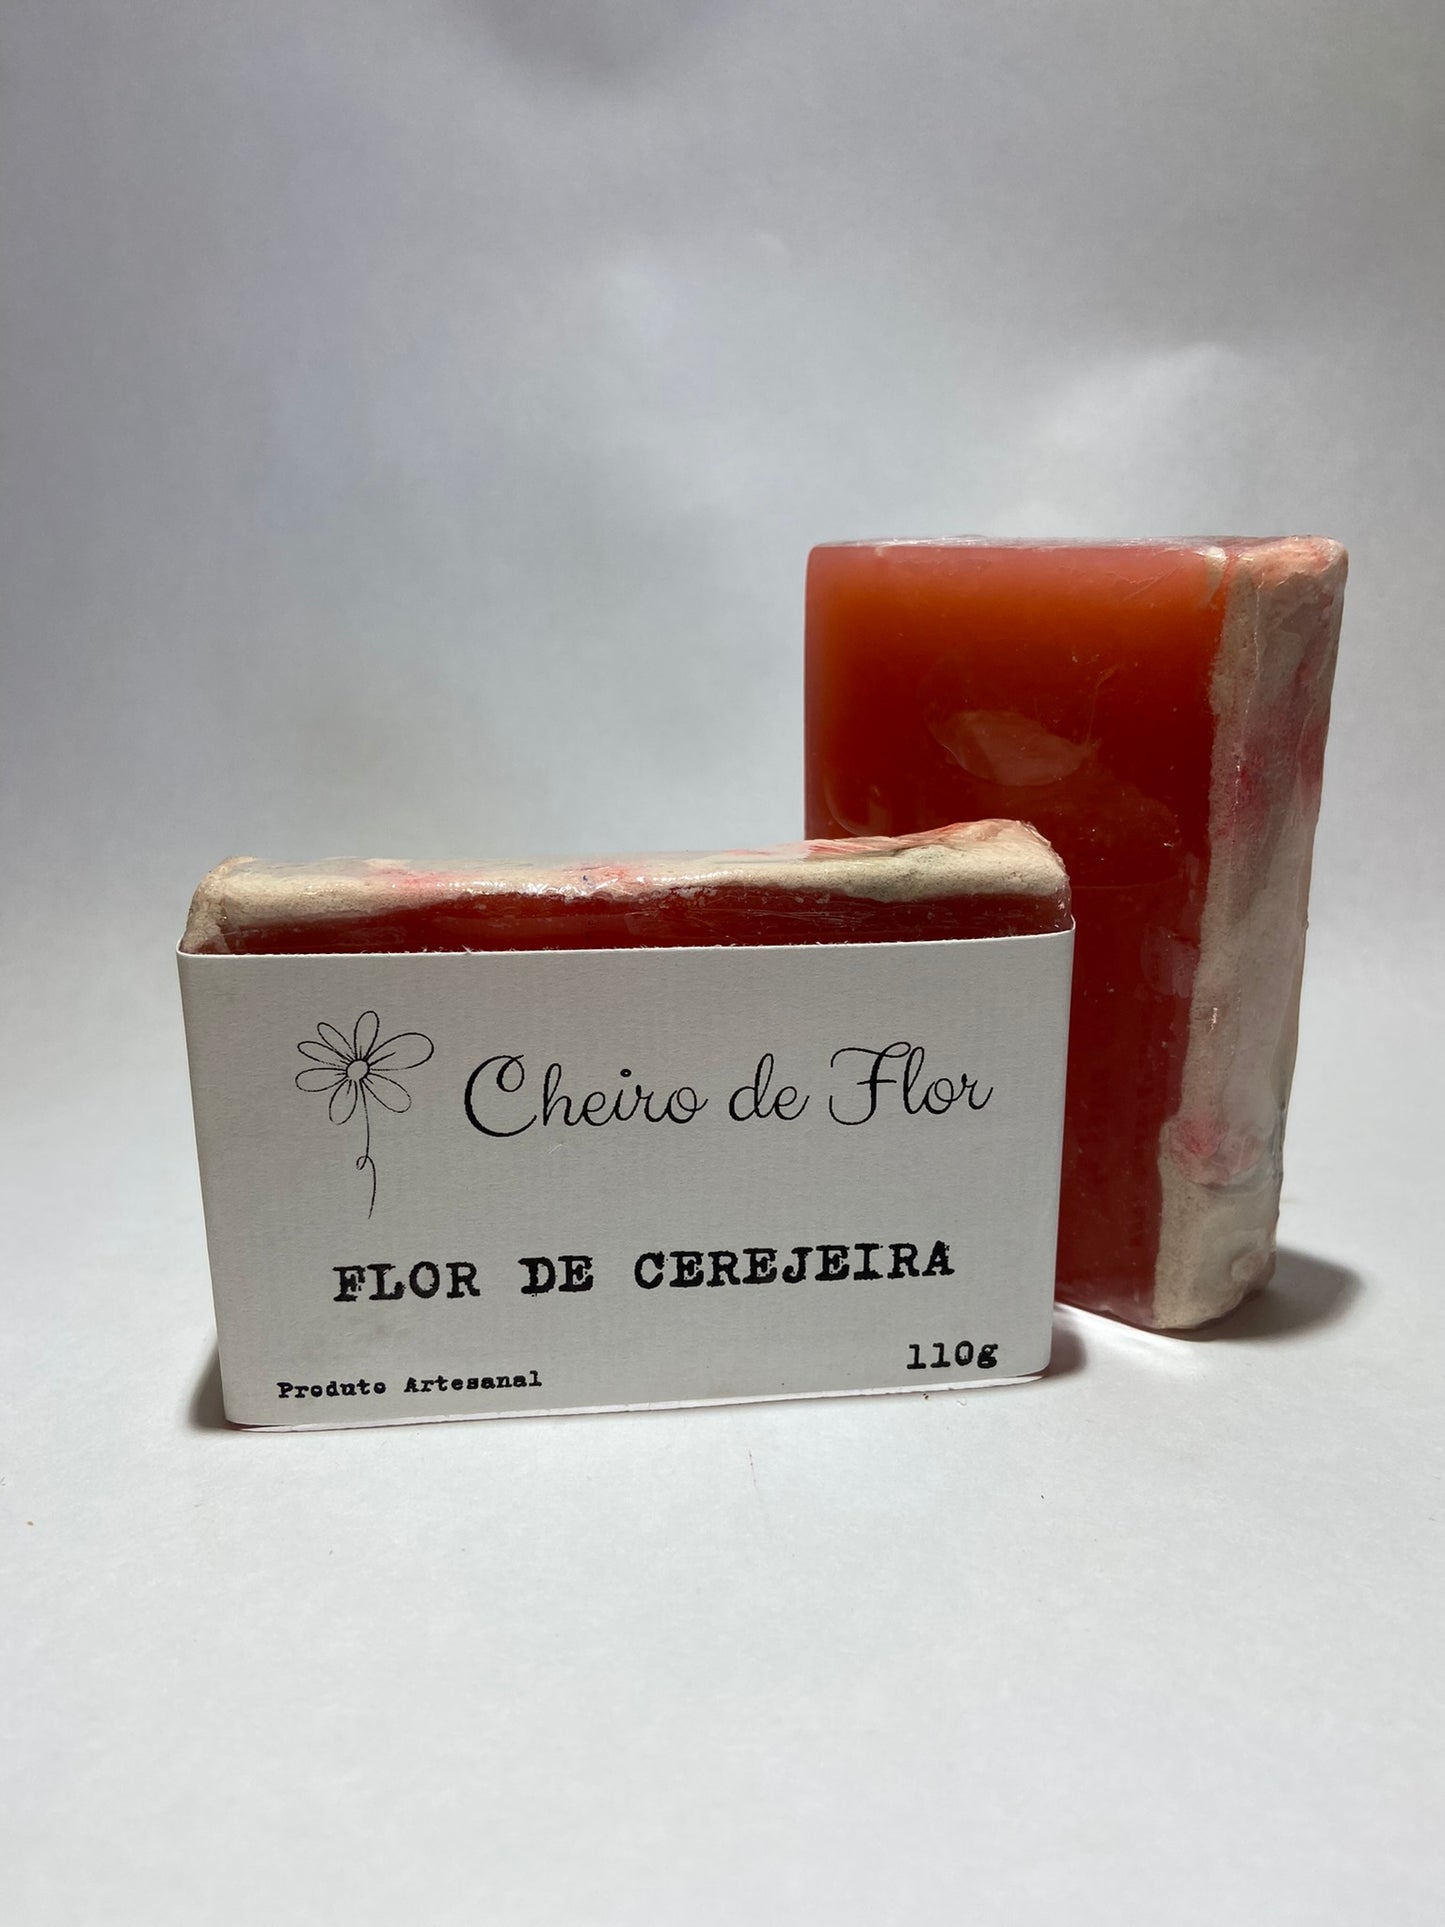 Cheiro de Flor
FLOR DE CEREJEIRA
110g
Produto Artesanal